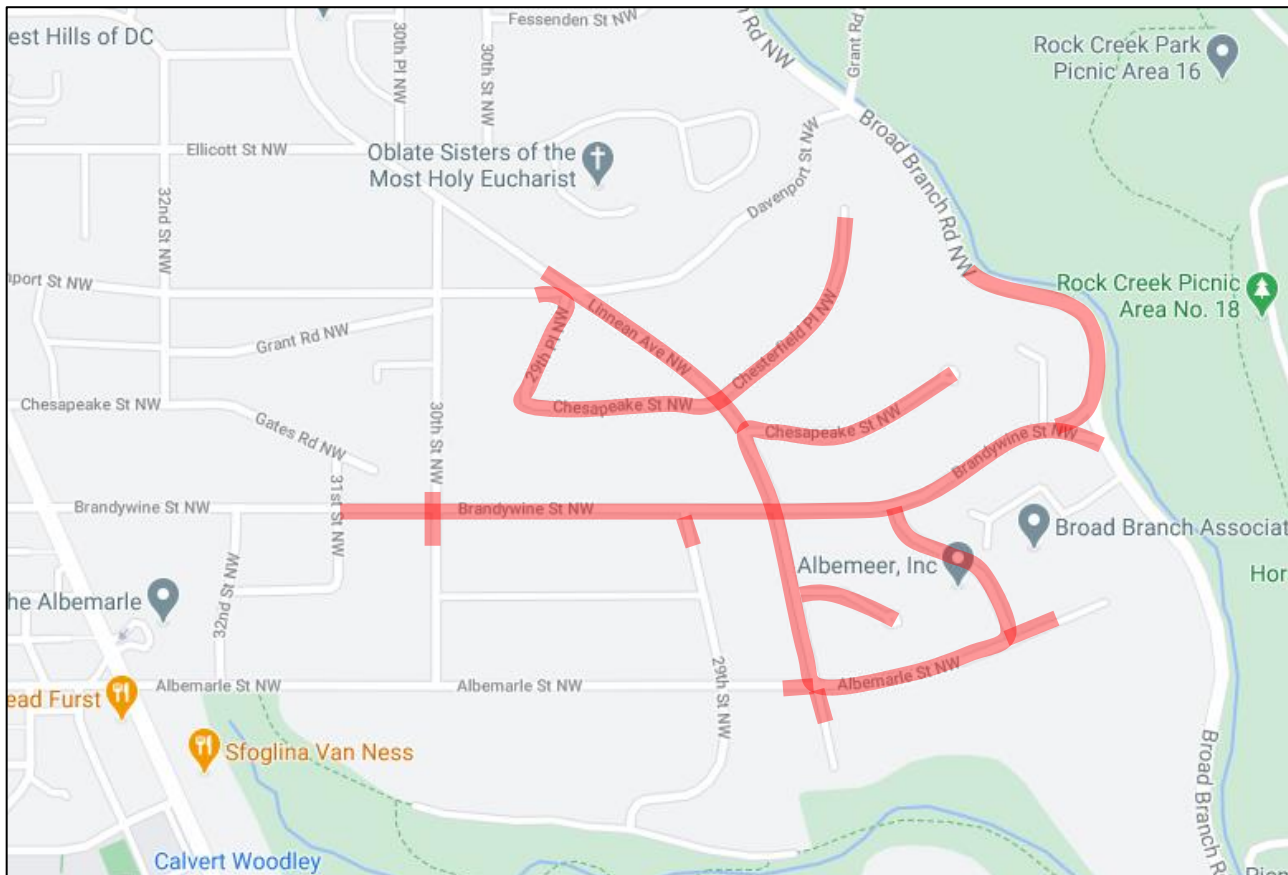 Fessenden St NW
est Hills of DC
30th Pl NW
30th St NW
Rd NW
Grant Rd NW
Rock Creek Park
Picnic Area 16
Broad Branch Rd NW
Ellicott St NW
Oblate Sisters of the
Most Holy Eucharist
Davenport St NW
32nd St NW
nport St NW
Rock Creek Picnic
Area No. 18
Linnean Ave NW
Grant Rd NW
29th Pl NW
Chesterfield Pl NW
Chesapeake St NW
Chesapeake St NW
Chesapeake St NW
30th St NW
Gates Rd NW
Brandywine St NW
31st St NW
Brandywine St NW
Brandywine St NW
Broad Branch Associat
Albemeer, Inc
Hor
32nd St NW
he Albemarle
29th St NW
Albemarle St NW
Albemarle St NW
Albemarle St NW
ead Furst
Sfoglina Van Ness
Broad Branch R
Calvert Woodley
Picn